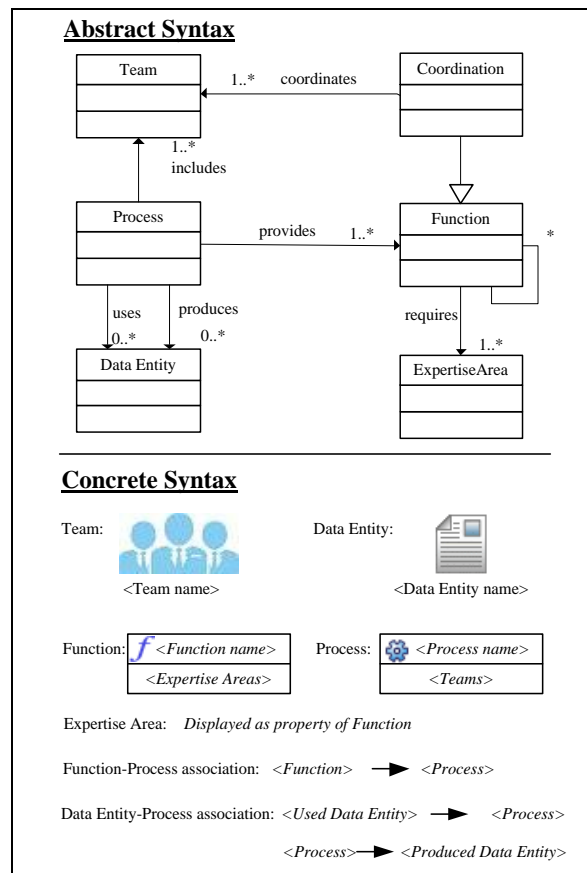 Abstract Syntax
Team
Coordination
1..* coordinates
1..*
includes
Process
Function
provides 1..*
*
uses
produces
requires
0..*
0..*
1..*
Data Entity
ExpertiseArea
Concrete Syntax
Team:
Data Entity:
<Team name>
<Data Entity name>
Function: f <Function name>
<Expertise Areas>
Process: <Process name>
<Teams>
Expertise Area: Displayed as property of Function
Function-Process association: <Function> <Process>
Data Entity-Process association: <Used Data Entity> <Process>
<Process> <Produced Data Entity>